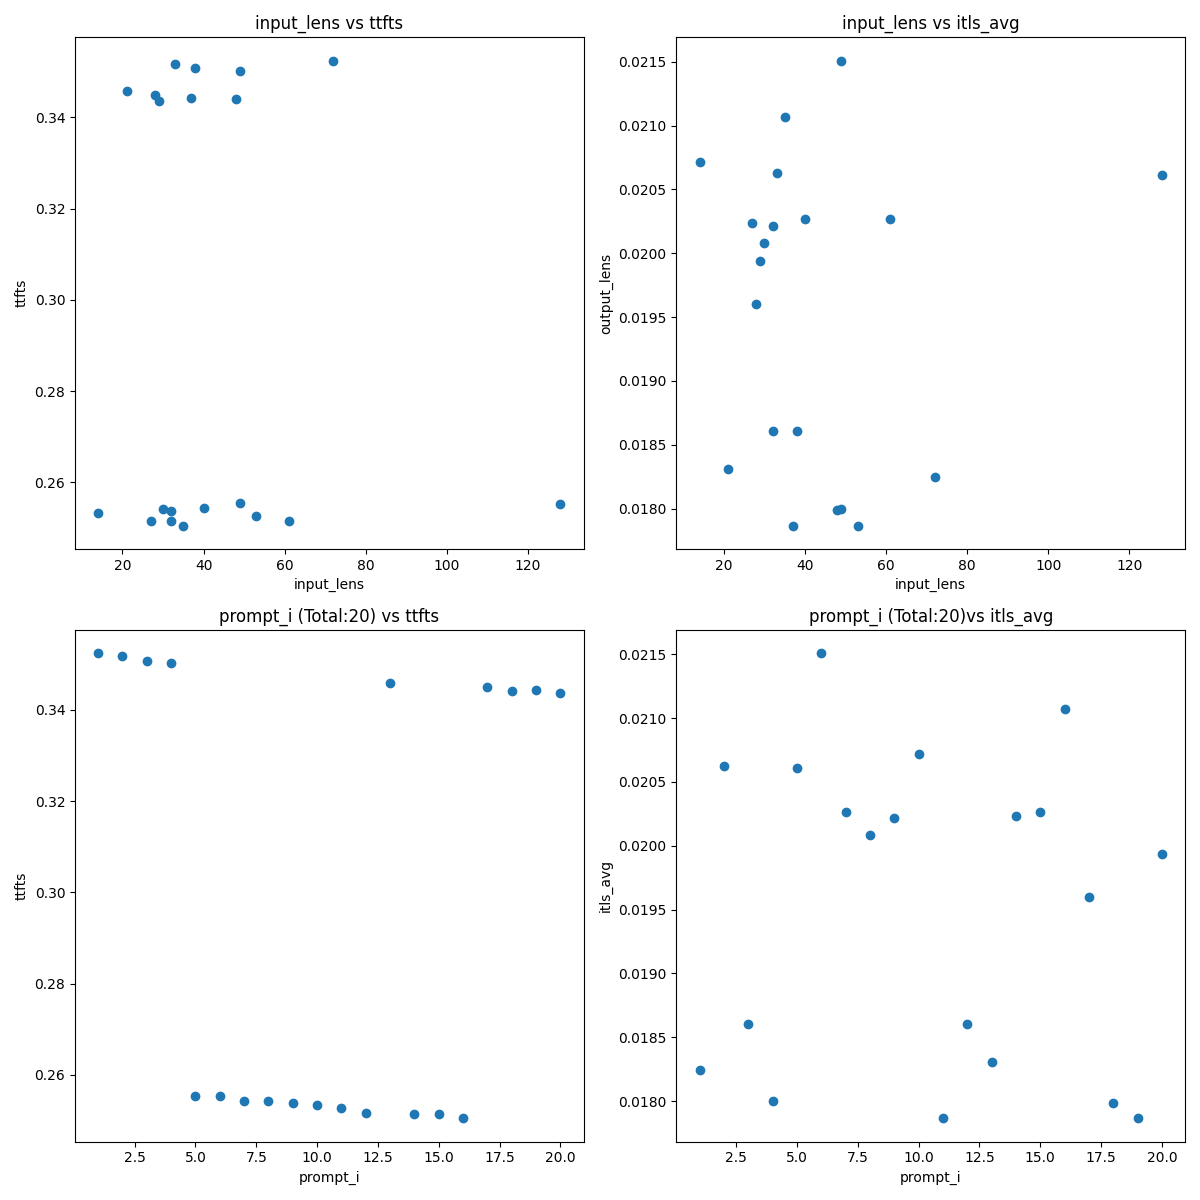 input_lens vs ttfts
0.34
0.32
0.30
0.28
0.26
ttfts
20 40 60 80 100 120
input_lens
input_lens vs itls_avg
0.0215
0.0210
0.0205
0.0200
0.0195
0.0190
0.0185
0.0180
output_lens
20 40 60 80 100 120
input_lens
prompt_i (Total:20) vs ttfts
0.34
0.32
0.30
0.28
0.26
ttfts
2.5 5.0 7.5 10.0 12.5 15.0 17.5 20.0
prompt_i
prompt_i (Total:20)vs itls_avg
0.0215
0.0210
0.0205
0.0200
0.0195
0.0190
0.0185
0.0180
itls_avg
2.5 5.0 7.5 10.0 12.5 15.0 17.5 20.0
prompt_i